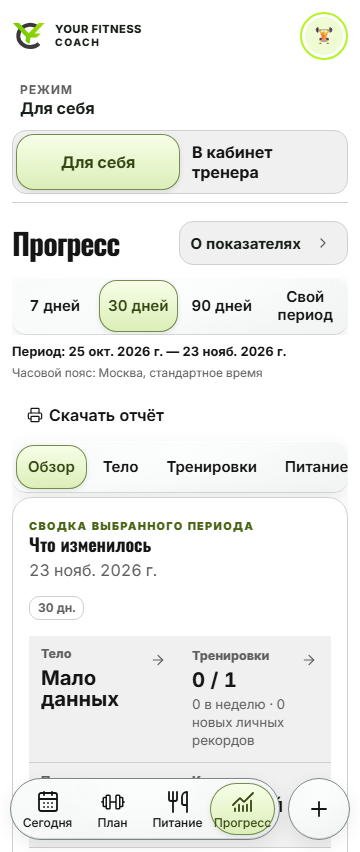 YOUR FITNESS
COACH
РЕЖИМ
Для себя
Для себя
В кабинет
тренера
Прогресс
О показателях
7 дней
30 дней
90 дней
Свой
период
Период: 25 окт. 2026 г. — 23 нояб. 2026 г.
Часовой пояс: Москва, стандартное время
Скачать отчёт
Обзор
Тело
Тренировки
Питание
СВОДКА ВЫБРАННОГО ПЕРИОДА
Что изменилось
23 нояб. 2026 г.
30 дн.
Тело
Мало
данных
Тренировки
0 / 1
0 в неделю · 0
новых личных
рекордов
Сегодня
План
Питание
Прогресс